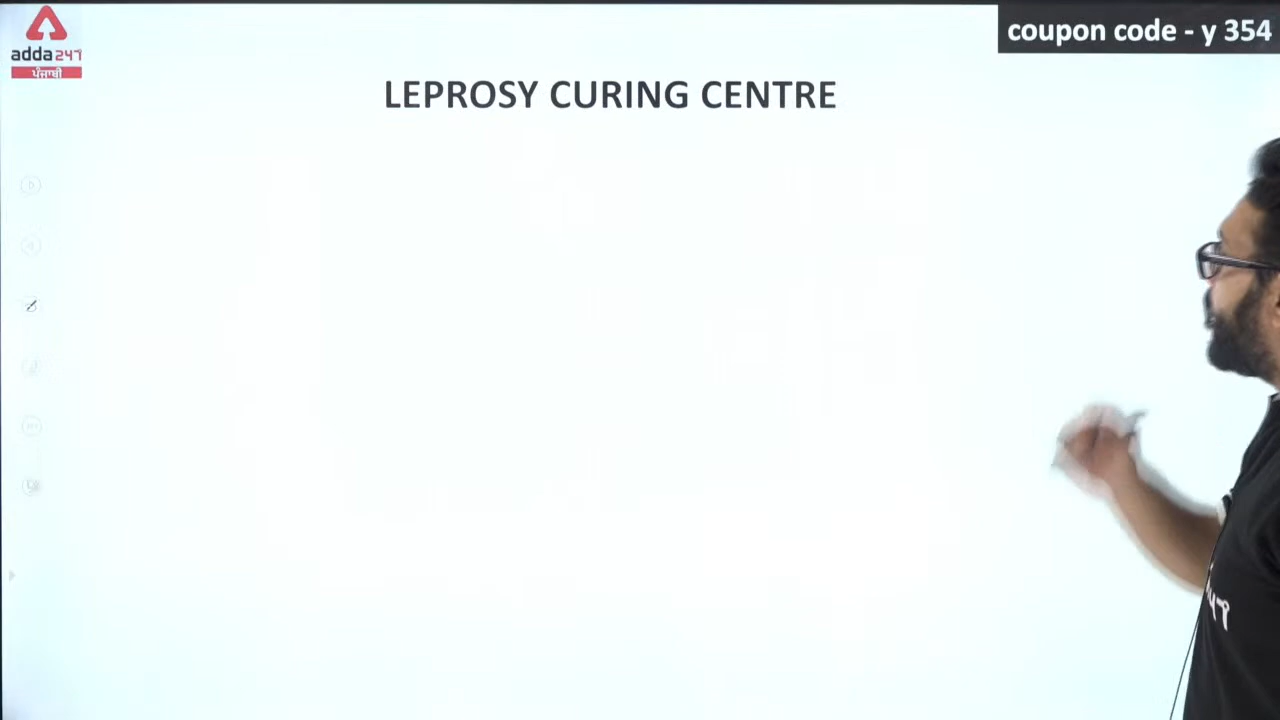 adda247
ਪੰਜਾਬੀ
coupon code - y 354
LEPROSY CURING CENTRE